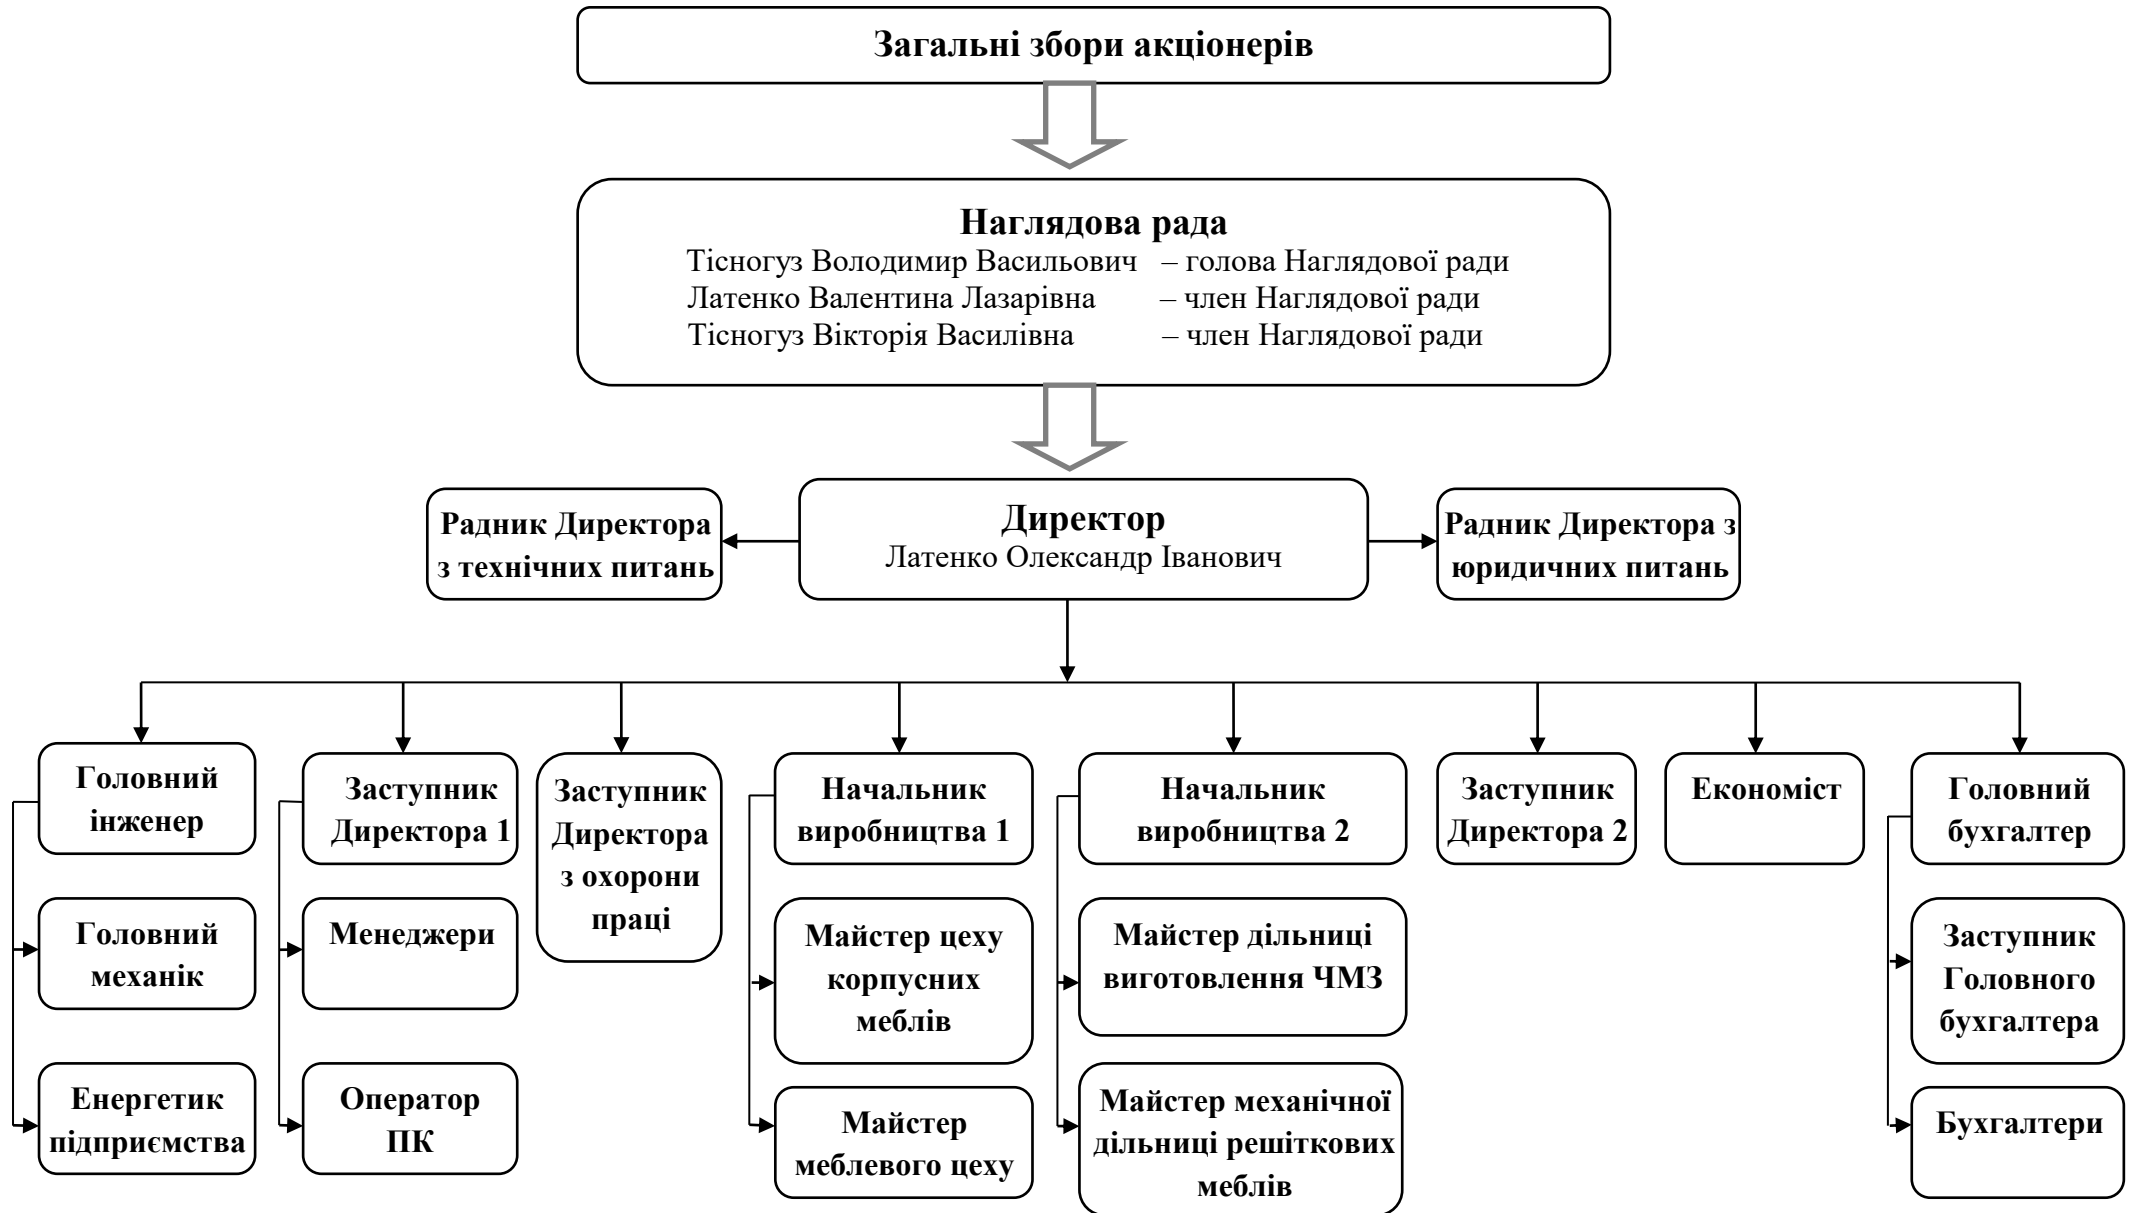 Загальні збори акціонерів
Наглядова рада
Тісногуз Володимир Васильович – голова Наглядової ради
Латенко Валентина Лазарівна – член Наглядової ради
Тісногуз Вікторія Василівна – член Наглядової ради
Радник Директора
з технічних питань
Директор
Латенко Олександр Іванович
Радник Директора з
юридичних питань
Головний
інженер
Заступник
Директора 1
Заступник
Директора
з охорони
праці
Начальник
виробництва 1
Начальник
виробництва 2
Заступник
Директора 2
Економіст
Головний
бухгалтер
Головний
механік
Менеджери
Майстер цеху
корпусних
меблів
Майстер дільниці
виготовлення ЧМЗ
Заступник
Головного
бухгалтера
Енергетик
підприємства
Оператор
ПК
Майстер
меблевого цеху
Майстер механічної
дільниці решіткових
меблів
Бухгалтери